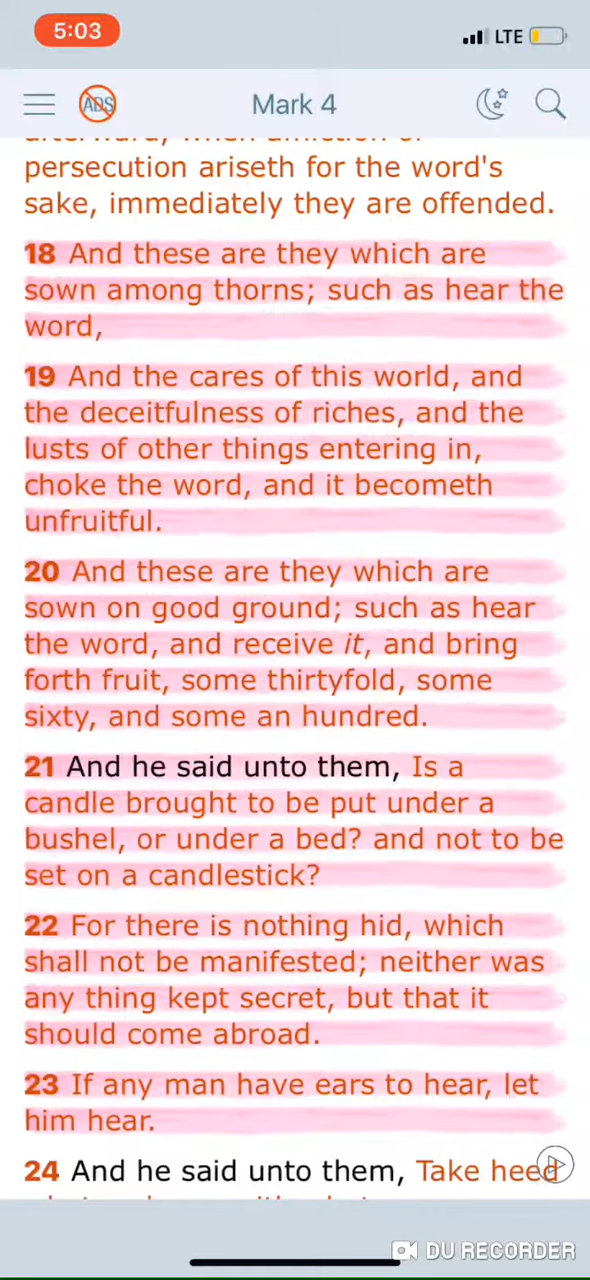 5:03
LTE
ADS
Mark 4
persecution ariseth for the word's
sake, immediately they are offended.
18 And these are they which are
sown among thorns; such as hear the
word,
19 And the cares of this world, and
the deceitfulness of riches, and the
lusts of other things entering in,
choke the word, and it becometh
unfruitful.
20 And these are they which are
sown on good ground; such as hear
the word, and receive it, and bring
forth fruit, some thirtyfold, some
sixty, and some an hundred.
21 And he said unto them, Is a
candle brought to be put under a
bushel, or under a bed? and not to be
set on a candlestick?
22 For there is nothing hid, which
shall not be manifested; neither was
any thing kept secret, but that it
should come abroad.
23 If any man have ears to hear, let
him hear.
24 And he said unto them, Take heed
DU RECORDER